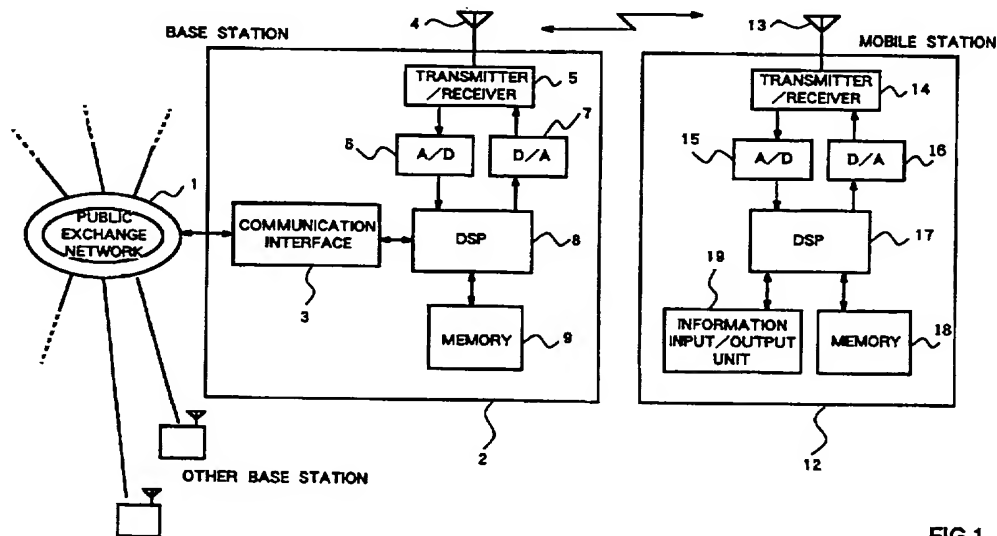 BASE STATION
4
TRANSMITTER
/RECEIVER
5
6
A/D
7
D/A
1
PUBLIC
EXCHANGE
NETWORK
COMMUNICATION
INTERFACE
3
DSP
8
MEMORY
9
2
OTHER BASE STATION
13
MOBILE STATION
TRANSMITTER
/RECEIVER
14
15
A/D
D/A
16
DSP
17
19
INFORMATION
INPUT/OUTPUT
UNIT
MEMORY
18
12
FIG.1